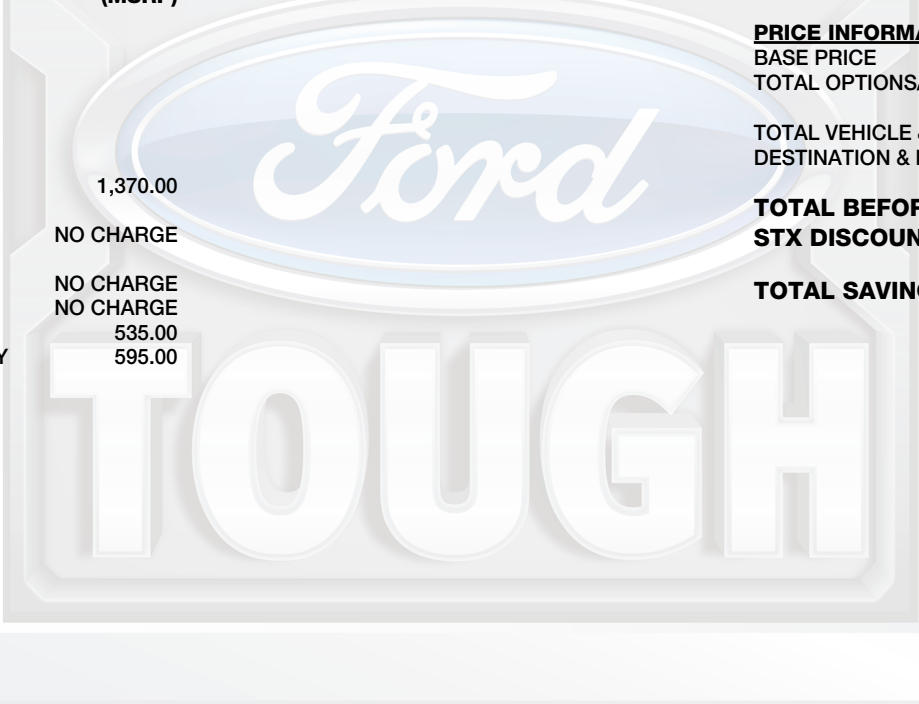 (MSRP)
1,370.00
NO CHARGE
NO CHARGE
NO CHARGE
535.00
Y 595.00
PRICE INFORMA
BASE PRICE
TOTAL OPTIONS
TOTAL VEHICLE &
DESTINATION &
TOTAL BEFOR
STX DISCOUN
TOTAL SAVIN
Ford
TOUGH